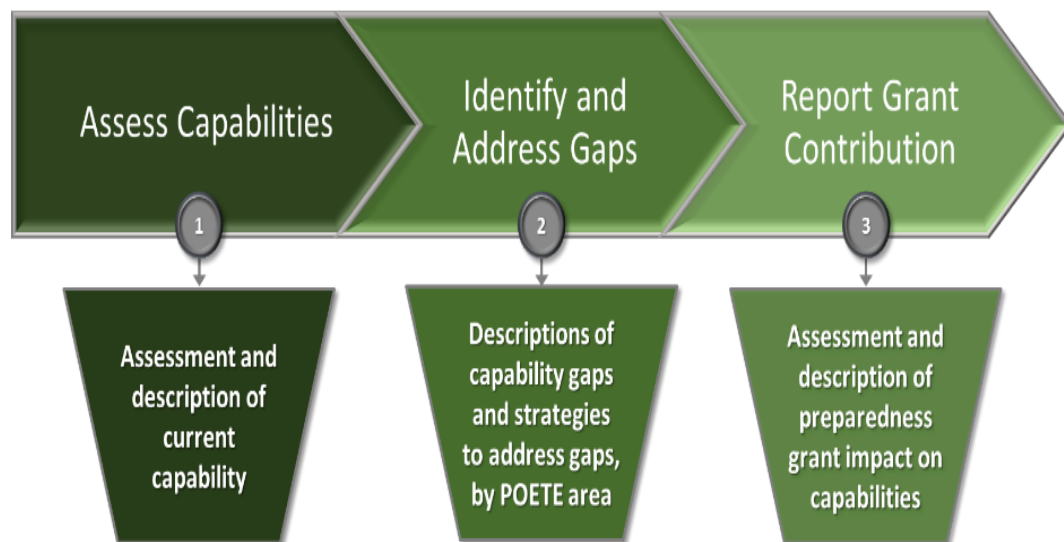 Assess Capabilities
Identify and
Address Gaps
Report Grant
Contribution
1
2
3
Assessment and
description of
current
capability
Descriptions of
capability gaps
and strategies
to address gaps,
by POETE area
Assessment and
description of
preparedness
grant impact on
capabilities